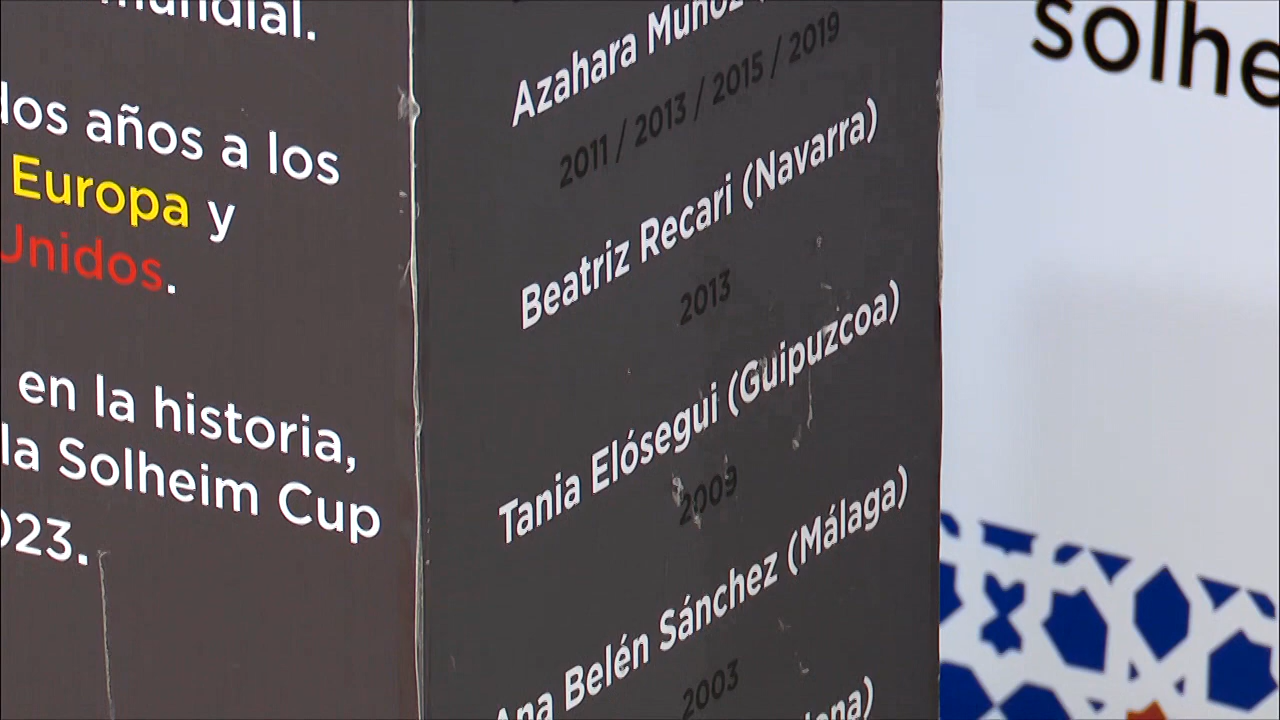 mundial.
dos años a los
Europa y
Unidos.
en la historia,
la Solheim Cup
023.
Azahara Muñoz (
2011 / 2013 / 2015 / 2019
Beatriz Recari (Navarra)
2013
Tania Elósegui (Guipuzcoa)
2009
Ana Belén Sánchez (Málaga)
2003
ona)
solhe